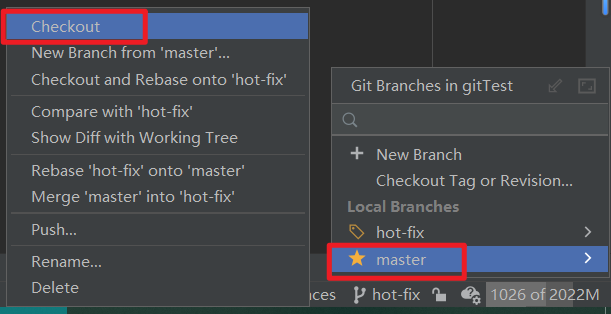 Checkout
New Branch from 'master'...
Checkout and Rebase onto 'hot-fix'
Compare with 'hot-fix'
Show Diff with Working Tree
Rebase 'hot-fix' onto 'master'
Merge 'master' into 'hot-fix'
Push...
Rename...
Delete
Git Branches in gitTest
New Branch
Checkout Tag or Revision...
Local Branches
hot-fix
master
nces hot-fix 1026 of 2022M